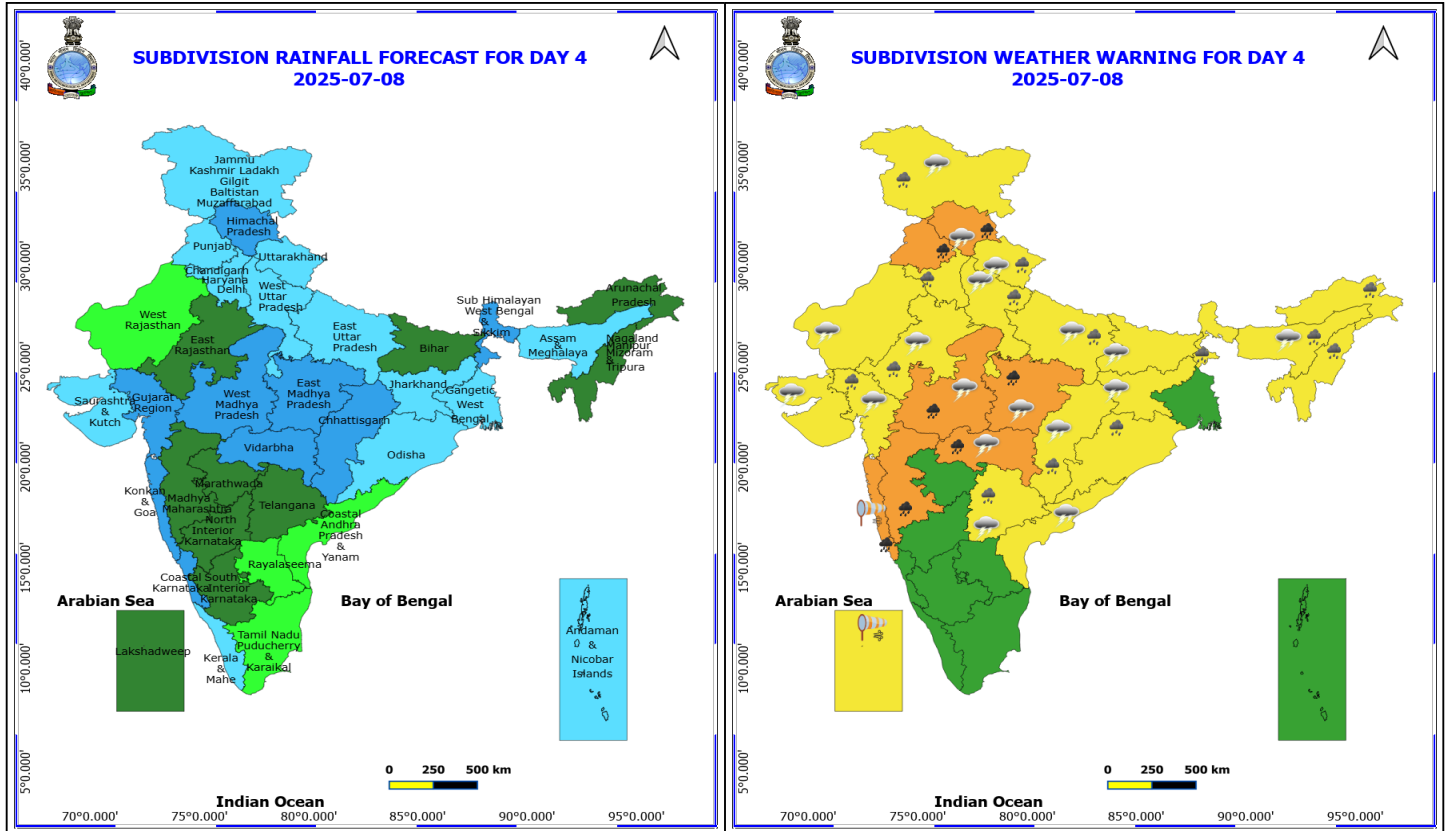 SUBDIVISION RAINFALL FORECAST FOR DAY 4
2025-07-08
40°0.000'
35°0.000'
30°0.000'
25°0.000'
20°0.000'
15°0.000'
10°0.000'
5°0.000'
Jammu
Kashmir Ladakh
Gilgit
Baltistan
Muzaffarabad
Himachal
Pradesh
Punjab
Uttarakhand
Chandigarh
Haryana
Delhi
West
Uttar
Pradesh
West
Rajasthan
East
Rajasthan
East
Uttar
Pradesh
Bihar
Sub Himalayan
West Bengal
&
Sikkim
Arunachal
Pradesh
Assam
&
Meghalaya
Nagaland
Manipur
Mizoram
&
Tripura
Saurashtra
&
Kutch
Gujarat
Region
West
Madhya
Pradesh
East
Madhya
Pradesh
Jharkhand
Gangetic
West
Bengal
Chhattisgarh
Vidarbha
Odisha
Konkan
&
Goa
Marathwada
Madhya
Maharashtra
Telangana
North
Interior
Karnataka
Coastal
Andhra
Pradesh
&
Yanam
Rayalaseema
Coastal
Karnataka
South
Interior
Karnataka
Arabian Sea
Bay of Bengal
Lakshadweep
Tamil Nadu
Puducherry
&
Karaikal
Kerala
&
Mahe
Andaman
&
Nicobar
Islands
0 250 500 km
Indian Ocean
70°0.000' 75°0.000' 80°0.000' 85°0.000' 90°0.000' 95°0.000'
SUBDIVISION WEATHER WARNING FOR DAY 4
2025-07-08
40°0.000'
35°0.000'
30°0.000'
25°0.000'
20°0.000'
15°0.000'
10°0.000'
5°0.000'
Arabian Sea
Bay of Bengal
0 250 500 km
Indian Ocean
70°0.000' 75°0.000' 80°0.000' 85°0.000' 90°0.000' 95°0.000'